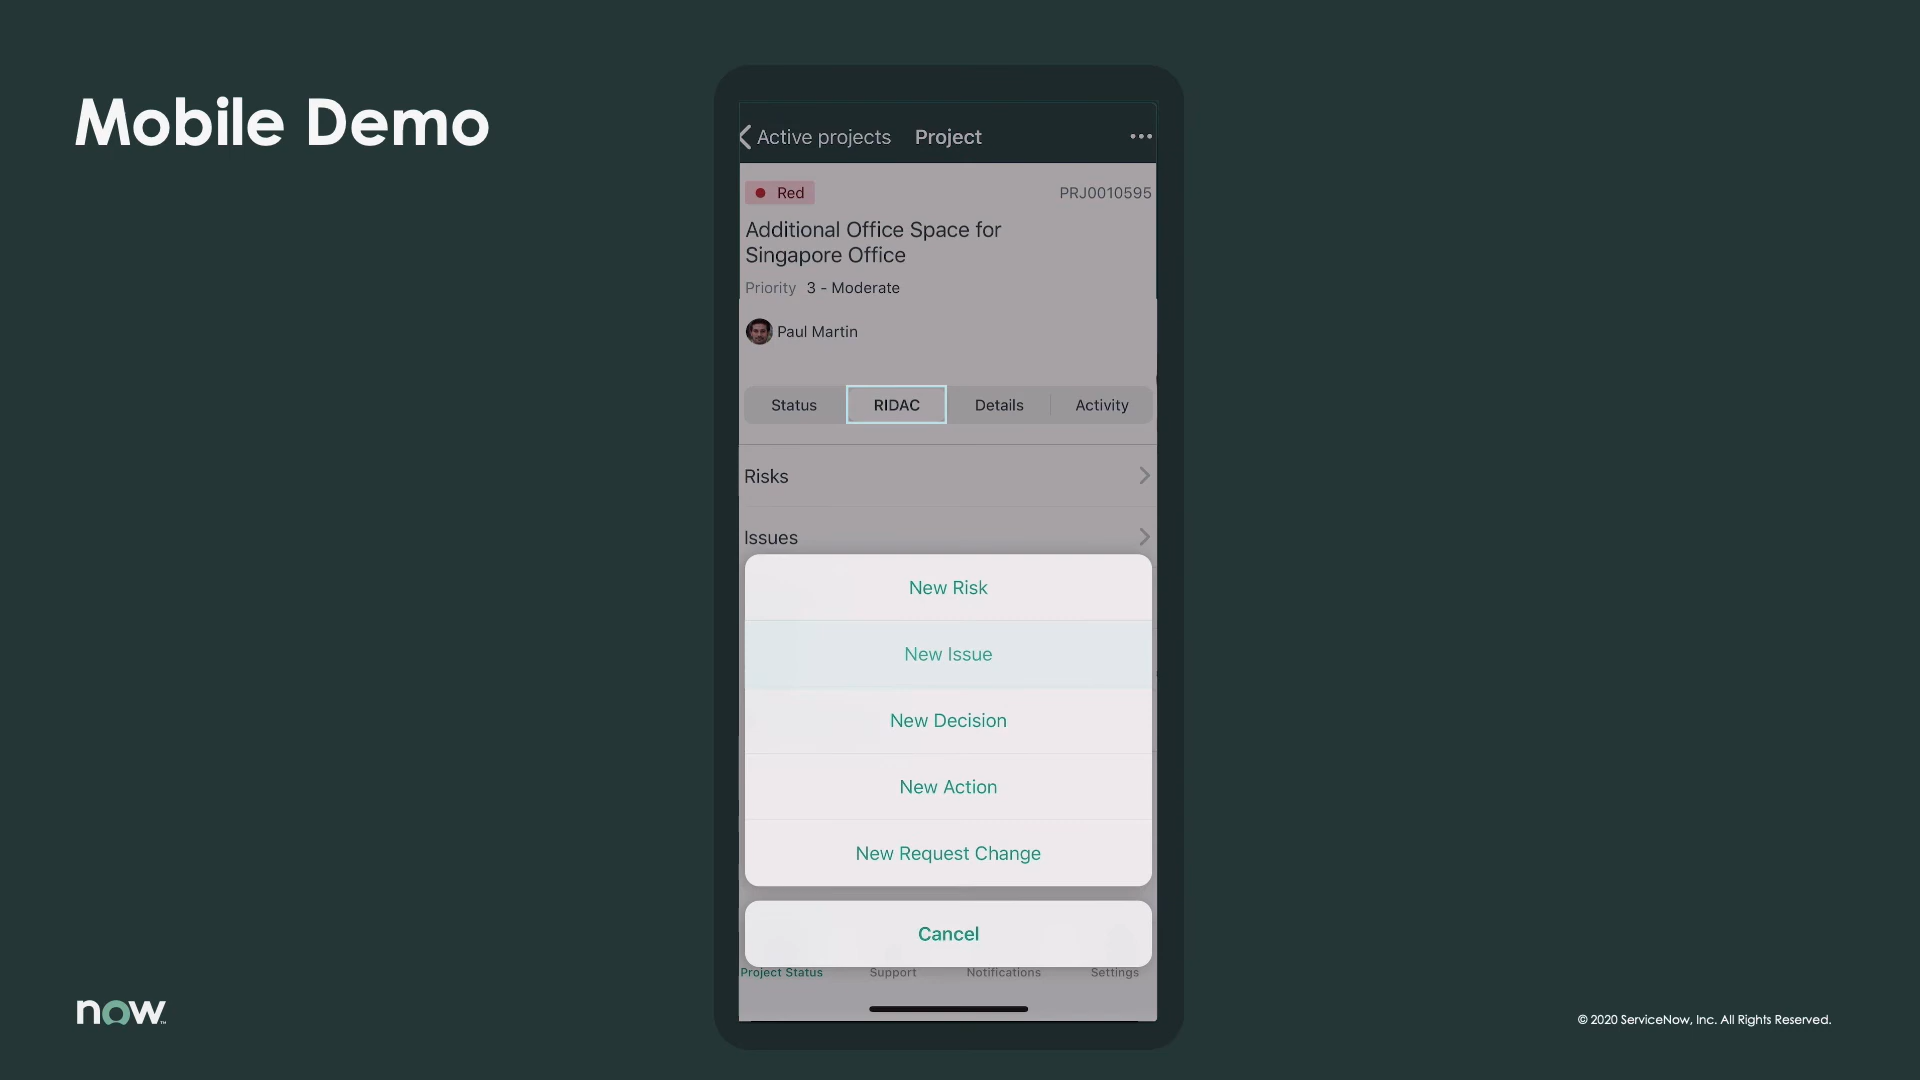 Mobile Demo
Active projects Project
Red PRJ0010595
Additional Office Space for
Singapore Office
Priority 3 - Moderate
Paul Martin
Status RIDAC Details Activity
Risks
Issues
New Risk
New Issue
New Decision
New Action
New Request Change
Cancel
Project Status Support Notifications Settings
now™
© 2020 ServiceNow, Inc. All Rights Reserved.